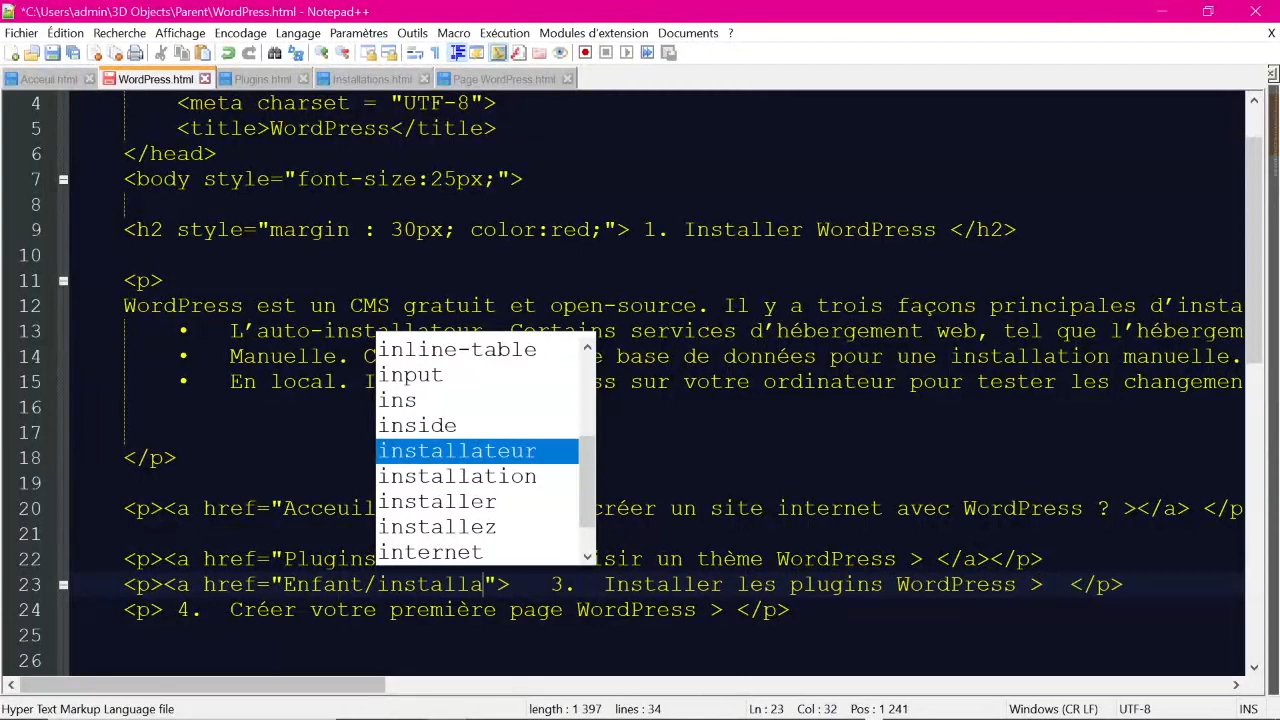 *C:\Users\admin\3D Objects\Parent\WordPress.html - Notepad++
Fichier Édition Recherche Affichage Encodage Langage Paramètres Outils Macro Exécution Modules d'extension Documents ? X
Acceuil.html WordPress.html Plugins.html Installations.html Page WordPress.html
4 <meta charset = "UTF-8">
5 <title>WordPress</title>
6 </head>
7 <body style="font-size:25px;">
8
9 <h2 style="margin : 30px; color:red;"> 1. Installer WordPress </h2>
10
11 <p>
12 WordPress est un CMS gratuit et open-source. Il y a trois façons principales d’insta
13 • L’auto-installateur. Certains services d’hébergement web, tel que l’hébergem
14 • Manuelle. C e base de données pour une installation manuelle.
15 • En local. I ss sur votre ordinateur pour tester les changemen
16
17
18 </p>
19
20 <p><a href="Acceuil créer un site internet avec WordPress ? ></a> </p
21
22 <p><a href="Plugins isir un thème WordPress > </a></p>
23 <p><a href="Enfant/installa"> 3. Installer les plugins WordPress > </p>
24 <p> 4. Créer votre première page WordPress > </p>
25
26
inline-table
input
ins
inside
installateur
installation
installer
installez
internet
Hyper Text Markup Language file length : 1 397 lines : 34 Ln : 23 Col : 32 Pos : 1 241 Windows (CR LF) UTF-8 INS